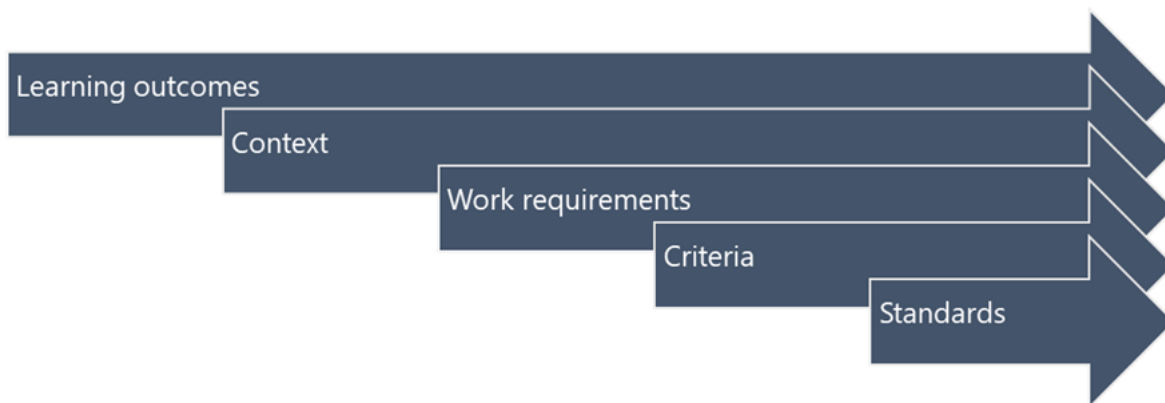 Learning outcomes
Context
Work requirements
Criteria
Standards